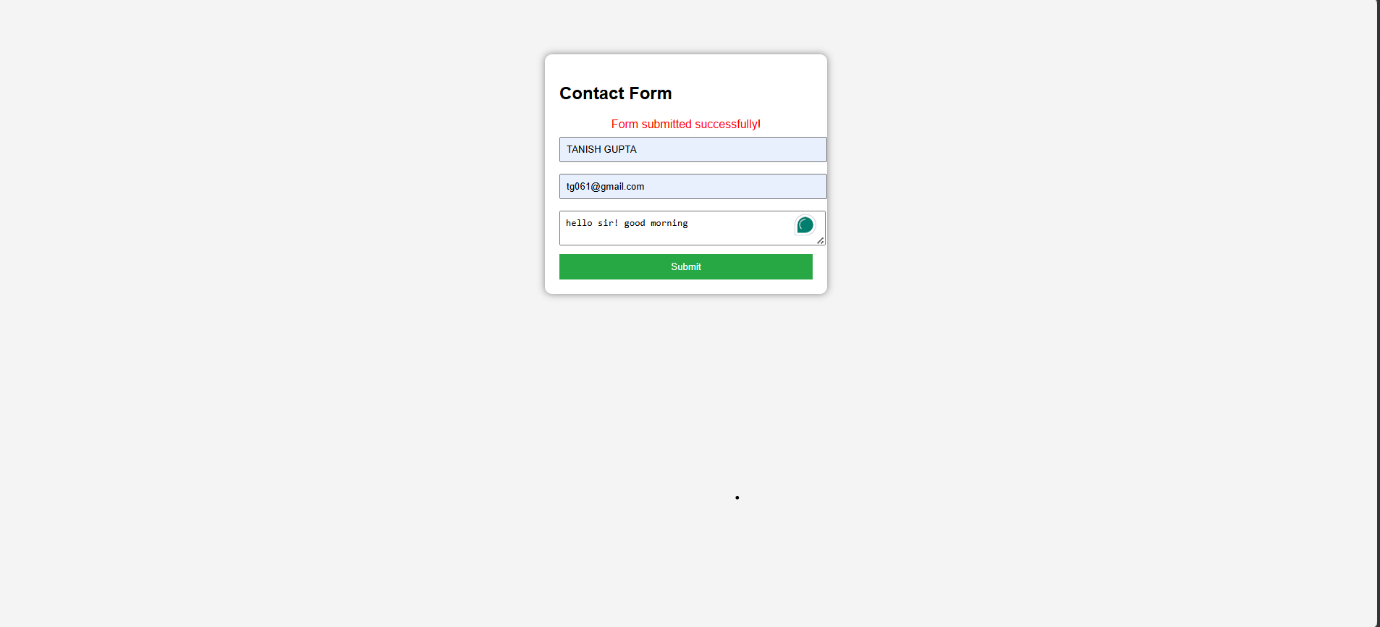 Contact Form
Form submitted successfully!
TANISH GUPTA
tg061@gmail.com
hello sir! good morning
Submit